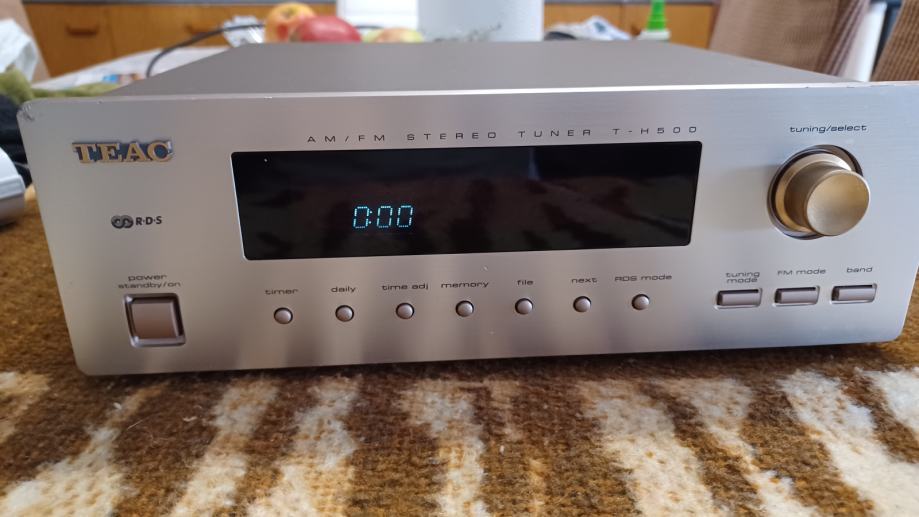 AM/FM STEREO TUNER T-H500
tuning/select
TEAC
0:00
R·D·S
power
standby/on
timer
daily
time adj
memory
file
next
RDS mode
tuning
mode
FM mode
band